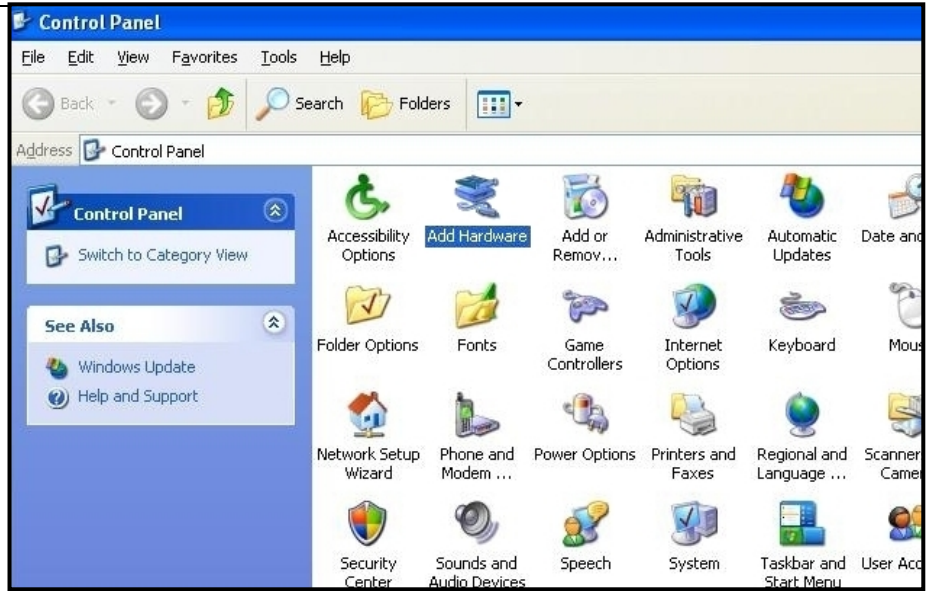 Control Panel
File Edit View Favorites Tools Help
Back Search Folders
Address Control Panel
Control Panel
Switch to Category View
See Also
Windows Update
Help and Support
Accessibility Options
Add Hardware
Add or Remov...
Administrative Tools
Automatic Updates
Date and
Folder Options
Fonts
Game Controllers
Internet Options
Keyboard
Mous
Network Setup Wizard
Phone and Modem ...
Power Options
Printers and Faxes
Regional and Language ...
Scanner
Camer
Security Center
Sounds and Audio Devices
Speech
System
Taskbar and Start Menu
User Acc